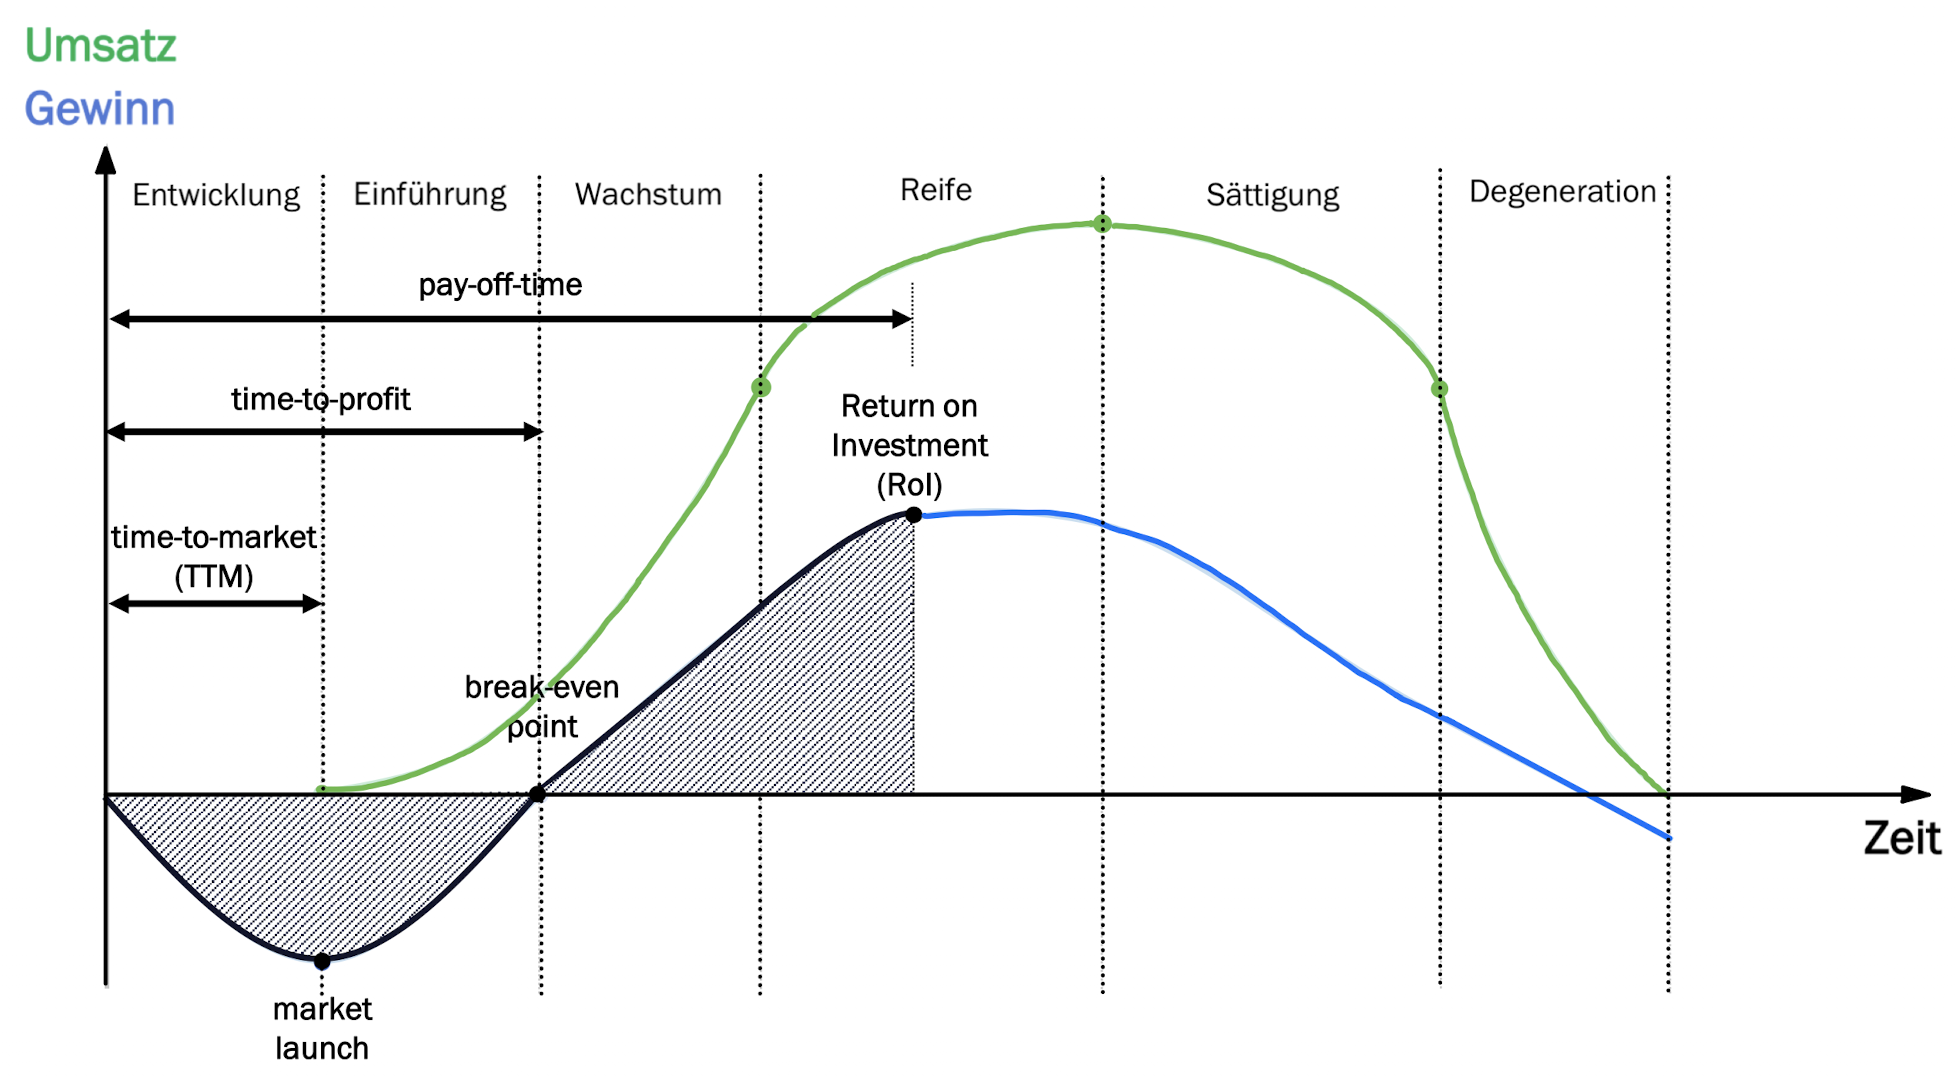 Umsatz
Gewinn
Entwicklung
Einführung
Wachstum
Reife
Sättigung
Degeneration
pay-off-time
time-to-profit
Return on
Investment
(RoI)
time-to-market
(TTM)
break-even
point
Zeit
market
launch